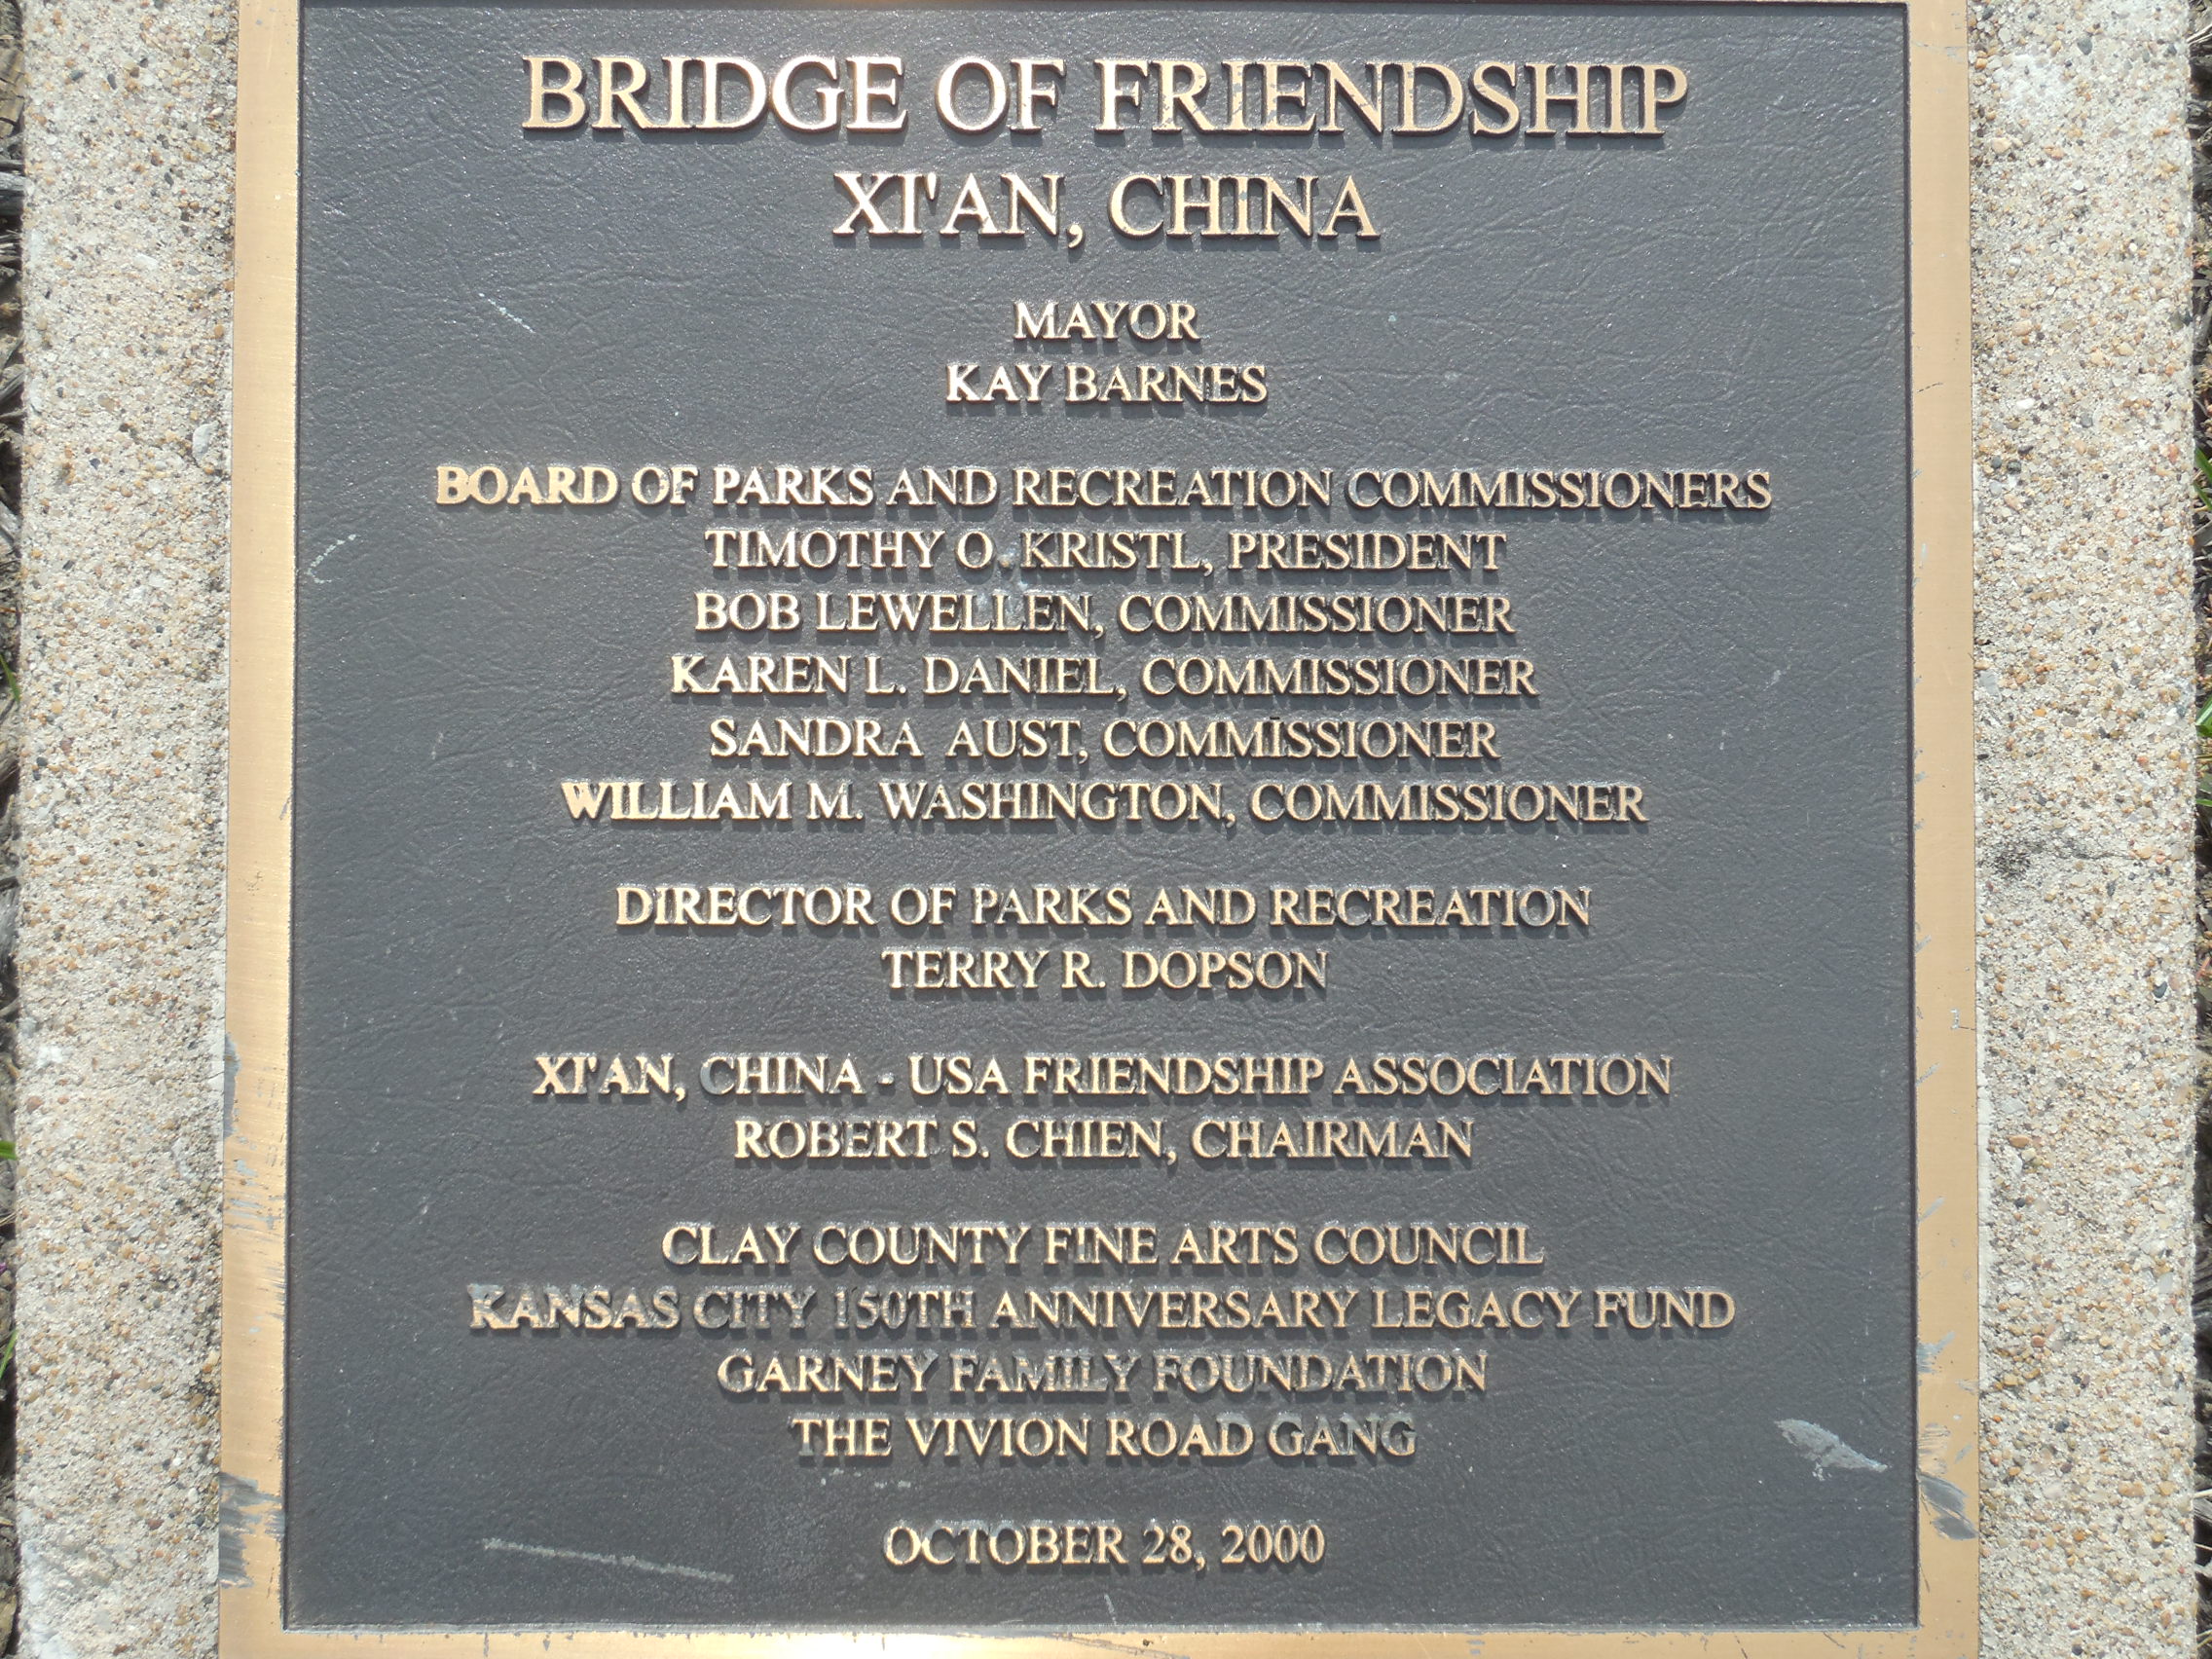 BRIDGE OF FRIENDSHIP
XI'AN, CHINA
MAYOR
KAY BARNES
BOARD OF PARKS AND RECREATION COMMISSIONERS
TIMOTHY O. KRISTL, PRESIDENT
BOB LEWELLEN, COMMISSIONER
KAREN L. DANIEL, COMMISSIONER
SANDRA AUST, COMMISSIONER
WILLIAM M. WASHINGTON, COMMISSIONER
DIRECTOR OF PARKS AND RECREATION
TERRY R. DOPSON
XI'AN, CHINA - USA FRIENDSHIP ASSOCIATION
ROBERT S. CHIEN, CHAIRMAN
CLAY COUNTY FINE ARTS COUNCIL
KANSAS CITY 150TH ANNIVERSARY LEGACY FUND
GARNEY FAMILY FOUNDATION
THE VIVION ROAD GANG
OCTOBER 28, 2000